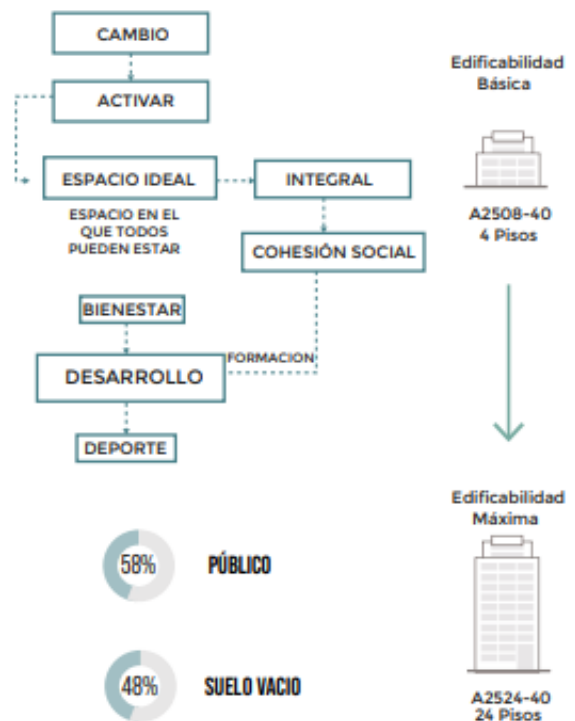 CAMBIO
ACTIVAR
ESPACIO IDEAL
ESPACIO EN EL
QUE TODOS
PUEDEN ESTAR
INTEGRAL
COHESIÓN SOCIAL
BIENESTAR
FORMACION
DESARROLLO
DEPORTE
58%
PÚBLICO
48%
SUELO VACIO
Edificabilidad
Básica
A2508-40
4 Pisos
Edificabilidad
Máxima
A2524-40
24 Pisos